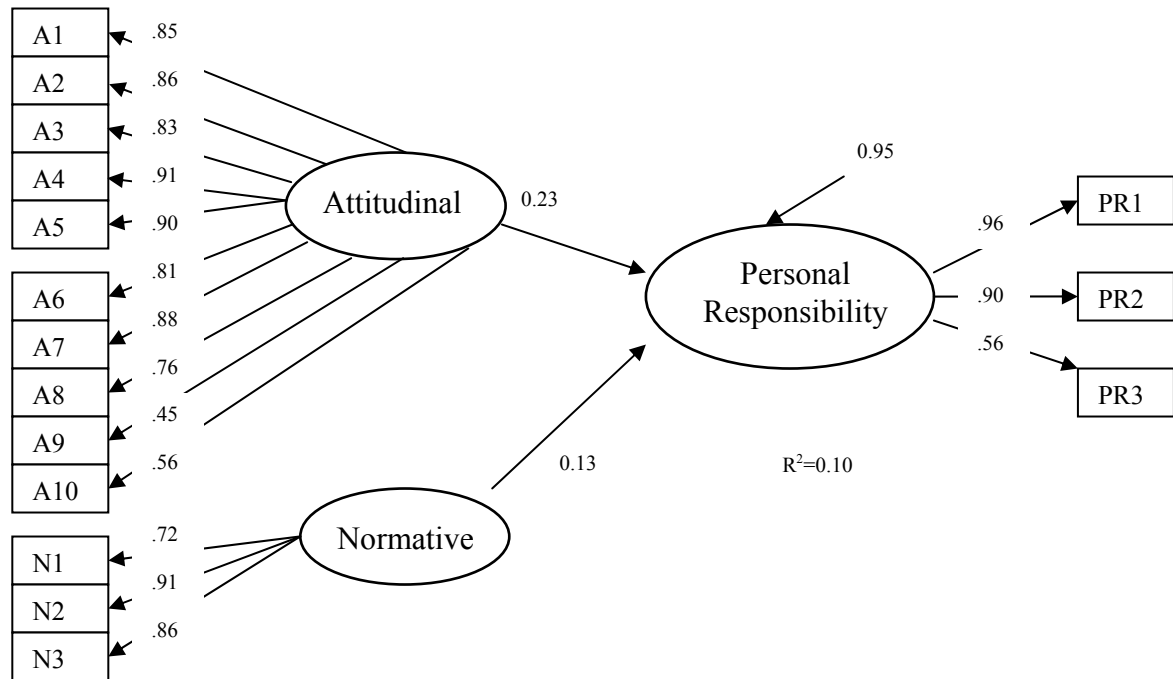 A1
.85
A2
.86
A3
.83
A4
.91
A5
.90
A6
.81
A7
.88
A8
.76
A9
.45
A10
.56
N1
.72
N2
.91
N3
.86
Attitudinal
0.23
Normative
0.13
0.95
Personal
Responsibility
R²=0.10
.96
PR1
.90
PR2
.56
PR3